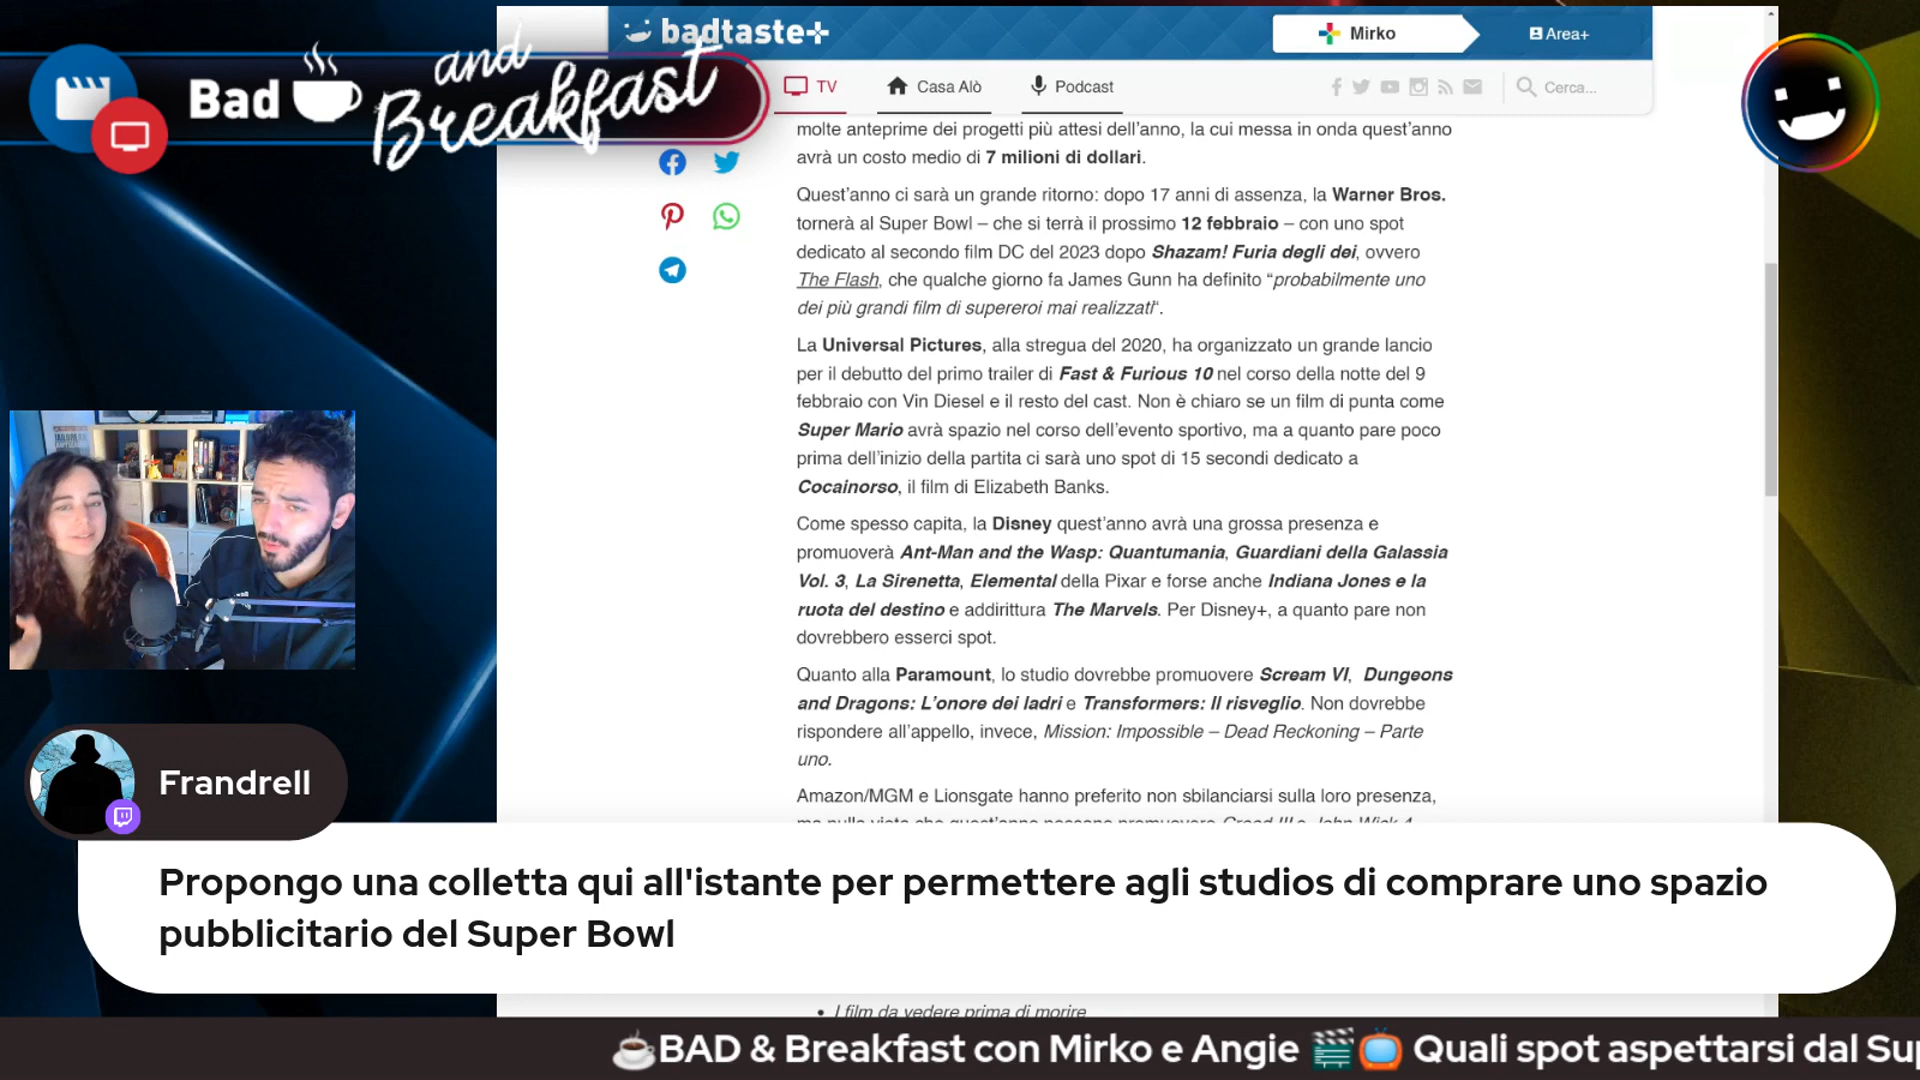 badtaste+
Mirko
Area+
Bad and Breakfast
TV
Casa Alò
Podcast
Cerca...
molte anteprime dei progetti più attesi dell'anno, la cui messa in onda quest'anno
avrà un costo medio di 7 milioni di dollari.
Quest'anno ci sarà un grande ritorno: dopo 17 anni di assenza, la Warner Bros.
tornerà al Super Bowl – che si terrà il prossimo 12 febbraio – con uno spot
dedicato al secondo film DC del 2023 dopo Shazam! Furia degli dei, ovvero
The Flash, che qualche giorno fa James Gunn ha definito “probabilmente uno
dei più grandi film di supereroi mai realizzati“.
La Universal Pictures, alla stregua del 2020, ha organizzato un grande lancio
per il debutto del primo trailer di Fast & Furious 10 nel corso della notte del 9
febbraio con Vin Diesel e il resto del cast. Non è chiaro se un film di punta come
Super Mario avrà spazio nel corso dell'evento sportivo, ma a quanto pare poco
prima dell'inizio della partita ci sarà uno spot di 15 secondi dedicato a
Cocainorso, il film di Elizabeth Banks.
Come spesso capita, la Disney quest'anno avrà una grossa presenza e
promuoverà Ant-Man and the Wasp: Quantumania, Guardiani della Galassia
Vol. 3, La Sirenetta, Elemental della Pixar e forse anche Indiana Jones e la
ruota del destino e addirittura The Marvels. Per Disney+, a quanto pare non
dovrebbero esserci spot.
Quanto alla Paramount, lo studio dovrebbe promuovere Scream VI, Dungeons
and Dragons: L'onore dei ladri e Transformers: Il risveglio. Non dovrebbe
rispondere all'appello, invece, Mission: Impossible – Dead Reckoning – Parte
uno.
Amazon/MGM e Lionsgate hanno preferito non sbilanciarsi sulla loro presenza,
ma nulla vieta che quest'anno possano promuovere Creed III e John Wick 4
Frandrell
Propongo una colletta qui all'istante per permettere agli studios di comprare uno spazio
pubblicitario del Super Bowl
• I film da vedere prima di morire
☕BAD & Breakfast con Mirko e Angie 🎬📺 Quali spot aspettarsi dal Su